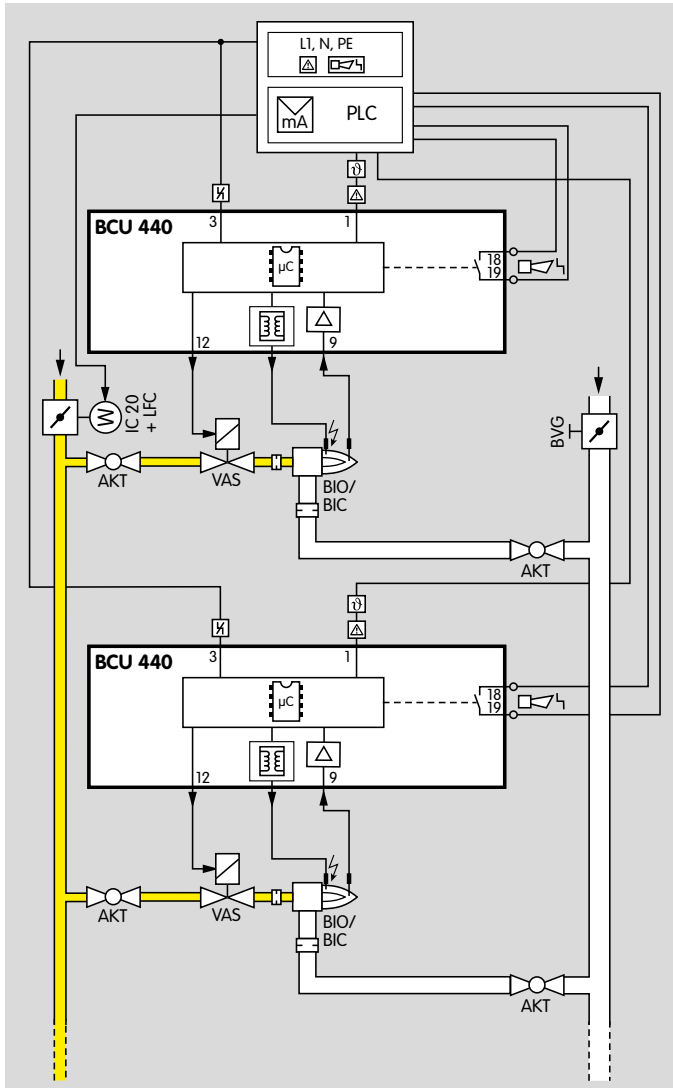 L1, N, PE
mA
PLC
ϑ
3
1
BCU 440
µC
18
19
12
9
IC 20
+ LFC
BVG
AKT
VAS
BIO/
BIC
AKT
ϑ
3
1
BCU 440
µC
18
19
12
9
AKT
VAS
BIO/
BIC
AKT